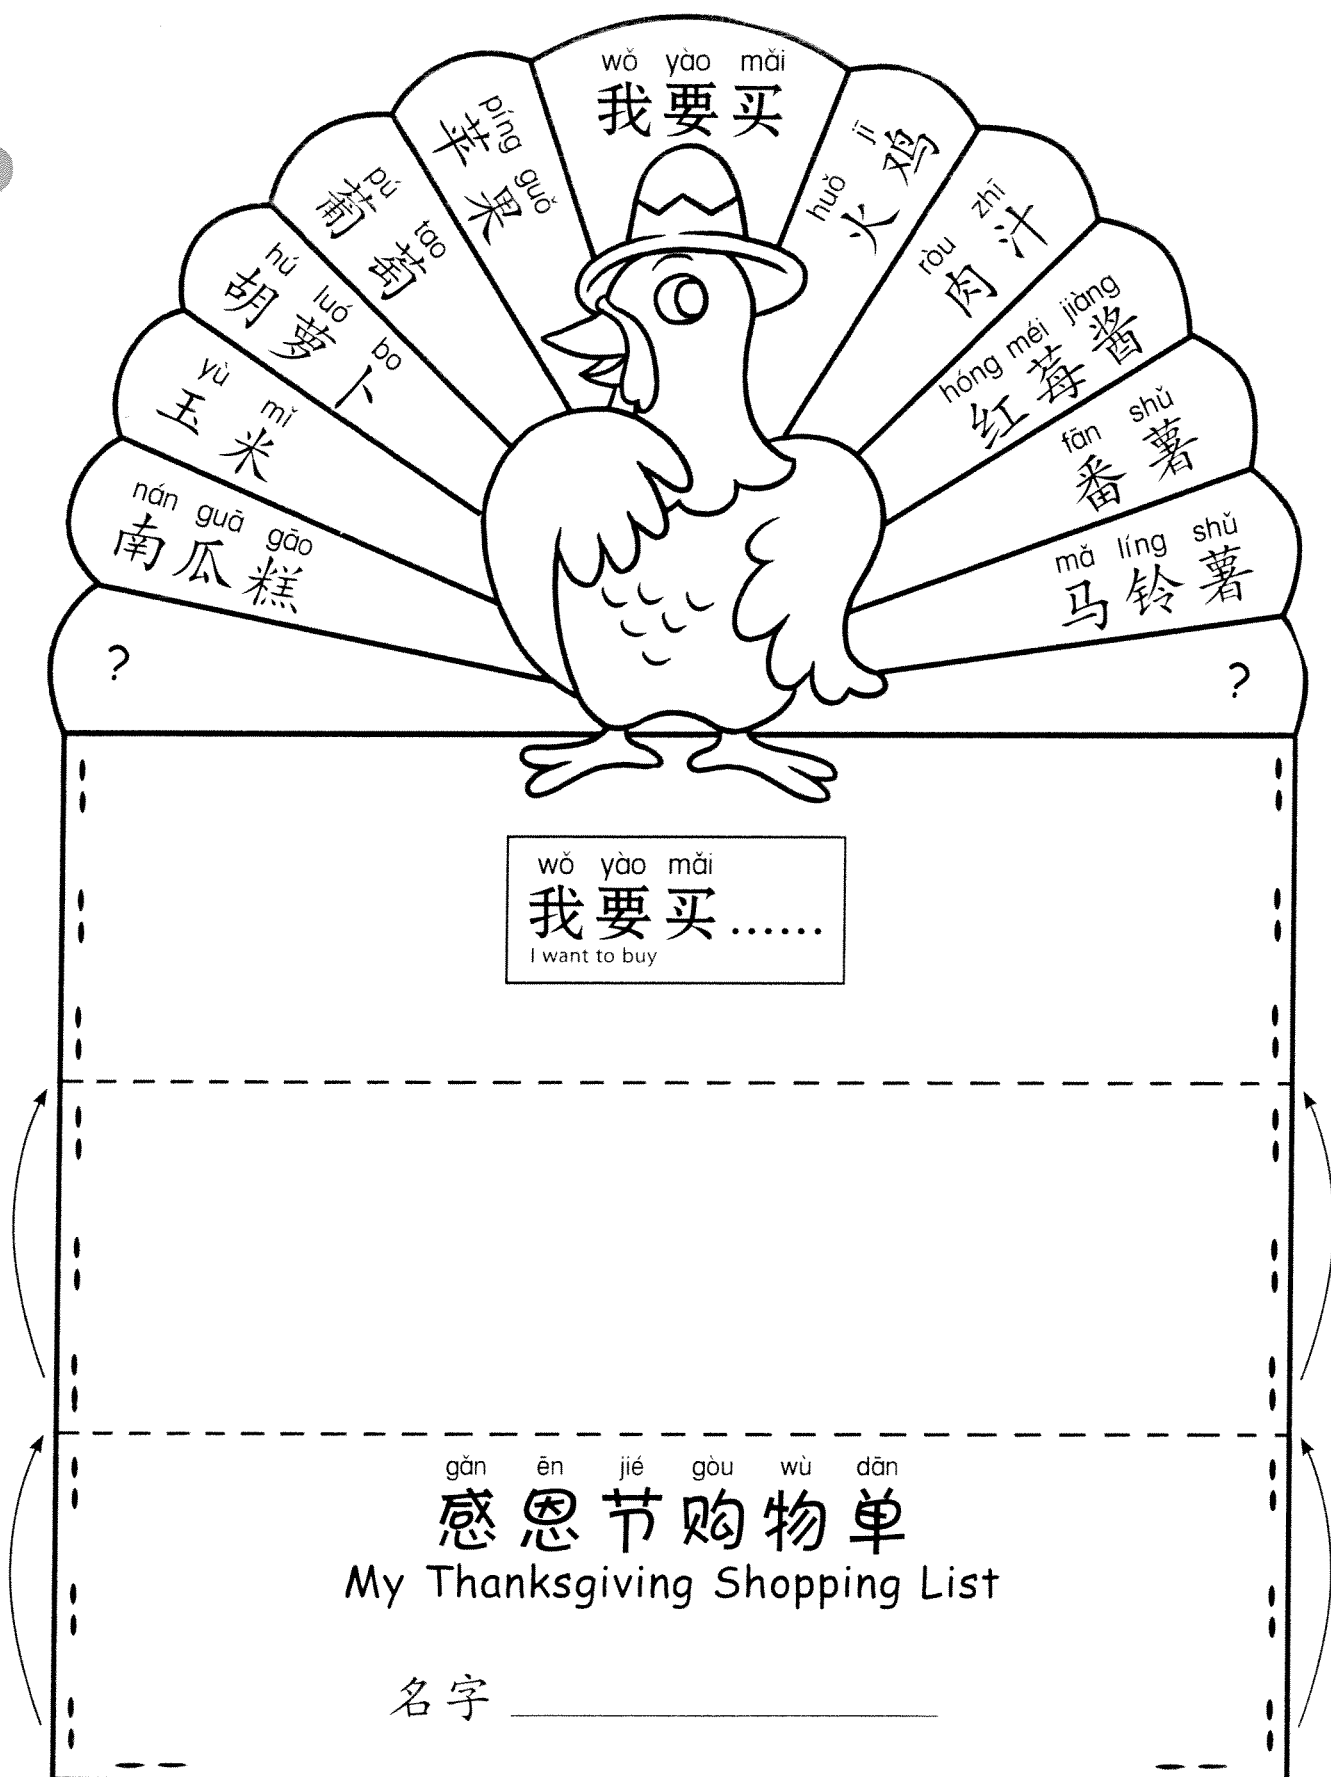 wǒ yào mǎi
我要买
píng guǒ
苹果
pú tao
葡萄
hú luó bo
胡萝卜
yù mǐ
玉米
nán guā gāo
南瓜糕
?
huǒ jī
火鸡
ròu zhī
肉汁
hóng méi jiàng
红莓酱
fān shǔ
番薯
mǎ líng shǔ
马铃薯
?
wǒ yào mǎi
我要买......
I want to buy
gǎn ēn jié gòu wù dān
感恩节购物单
My Thanksgiving Shopping List
名字